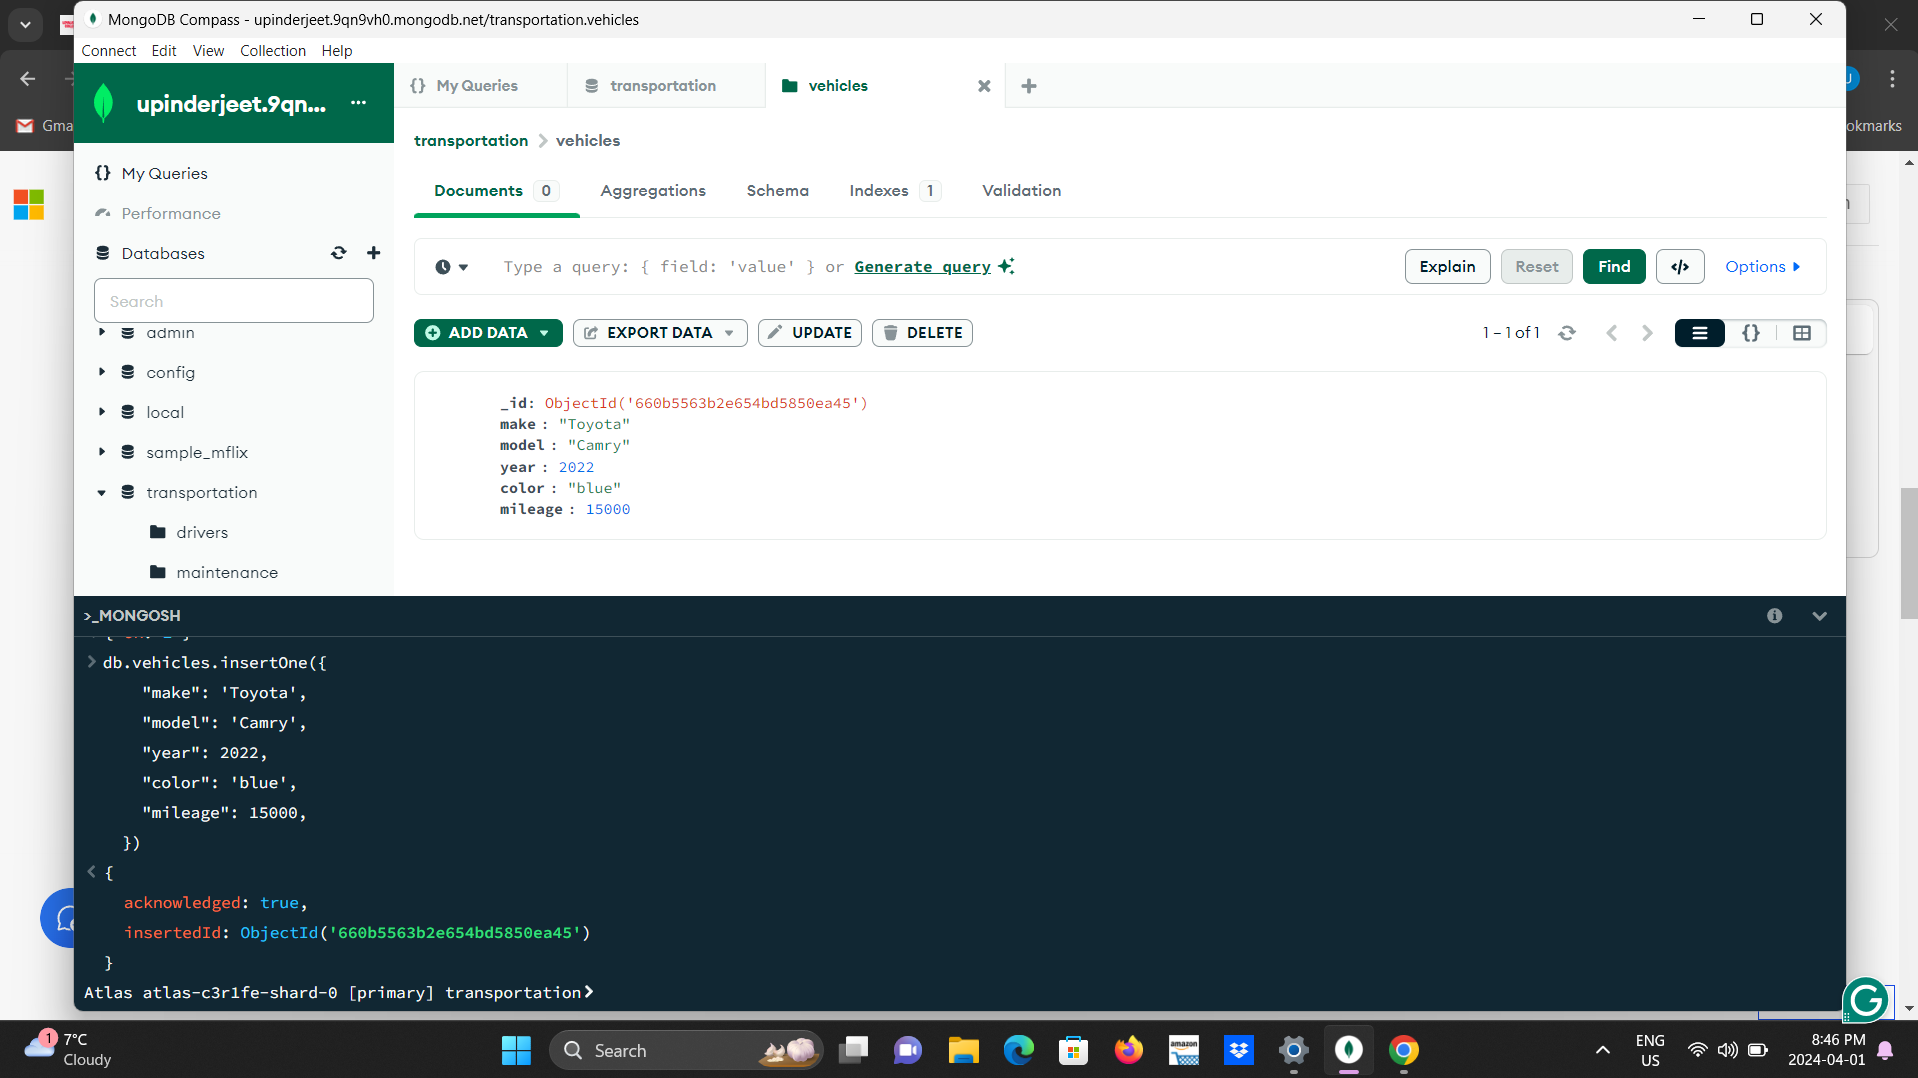 MongoDB Compass - upinderjeet.9qn9vh0.mongodb.net/transportation.vehicles
Connect Edit View Collection Help
upinderjeet.9qn...
{} My Queries
transportation
vehicles
Gma
okmarks
transportation > vehicles
{} My Queries
Performance
Databases
Search
admin
config
local
sample_mflix
transportation
drivers
maintenance
Documents 0 Aggregations Schema Indexes 1 Validation
Type a query: { field: 'value' } or Generate query
Explain Reset Find </> Options
ADD DATA EXPORT DATA UPDATE DELETE
1 – 1 of 1
{}
_id: ObjectId('660b5563b2e654bd5850ea45')
make : "Toyota"
model : "Camry"
year : 2022
color : "blue"
mileage : 15000
>_MONGOSH
> db.vehicles.insertOne({
"make": 'Toyota',
"model": 'Camry',
"year": 2022,
"color": 'blue',
"mileage": 15000,
})
< {
acknowledged: true,
insertedId: ObjectId('660b5563b2e654bd5850ea45')
}
Atlas atlas-c3r1fe-shard-0 [primary] transportation>
1
7°C
Cloudy
Search
amazon
ENG
US
8:46 PM
2024-04-01